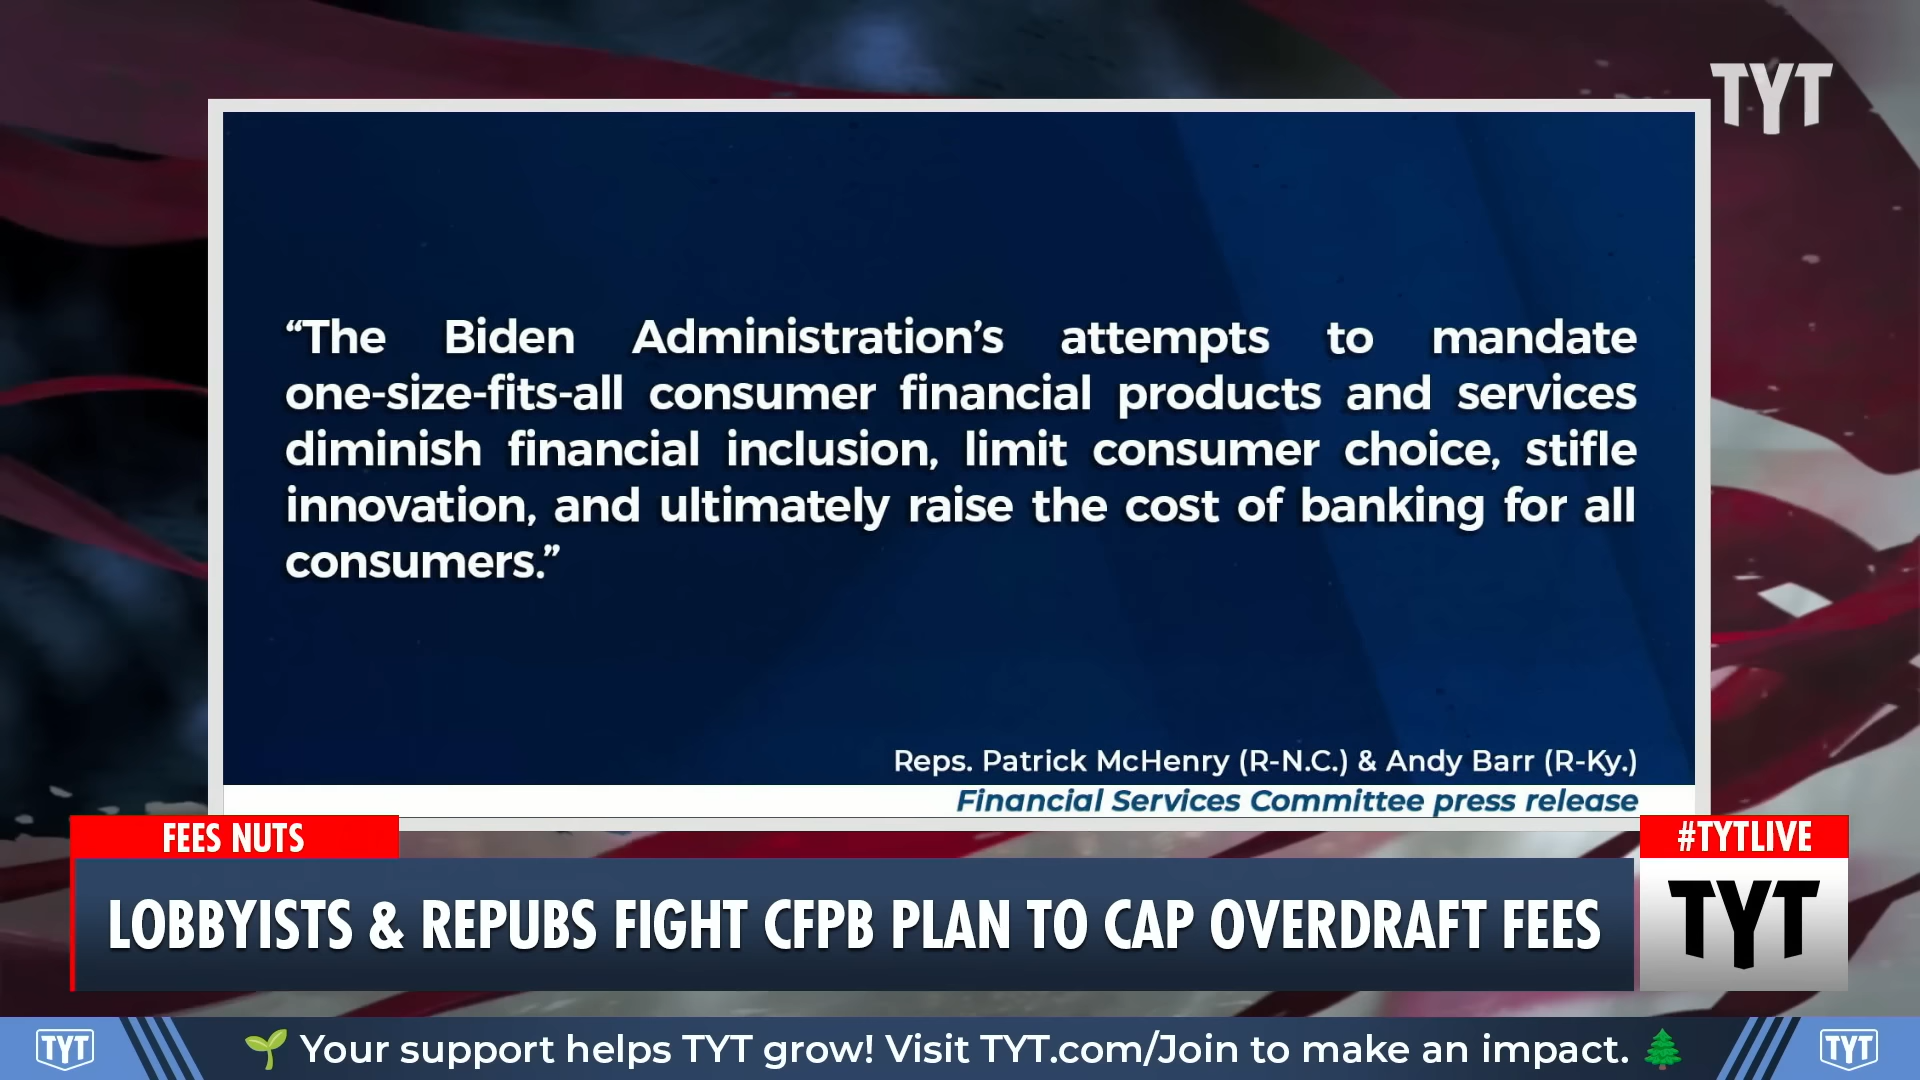 TYT
“The Biden Administration’s attempts to mandate
one-size-fits-all consumer financial products and services
diminish financial inclusion, limit consumer choice, stifle
innovation, and ultimately raise the cost of banking for all
consumers.”
Reps. Patrick McHenry (R-N.C.) & Andy Barr (R-Ky.)
Financial Services Committee press release
FEES NUTS
#TYTLIVE
LOBBYISTS & REPUBS FIGHT CFPB PLAN TO CAP OVERDRAFT FEES
TYT
TYT
🌱 Your support helps TYT grow! Visit TYT.com/Join to make an impact. 🌲
TYT